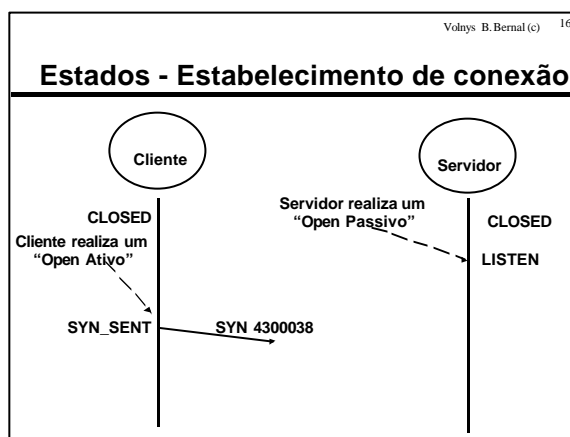 Volnys B.Bernal (c) 16
Estados - Estabelecimento de conexão
Cliente
Servidor
Servidor realiza um
“Open Passivo”
CLOSED
CLOSED
Cliente realiza um
“Open Ativo”
LISTEN
SYN_SENT
SYN 4300038